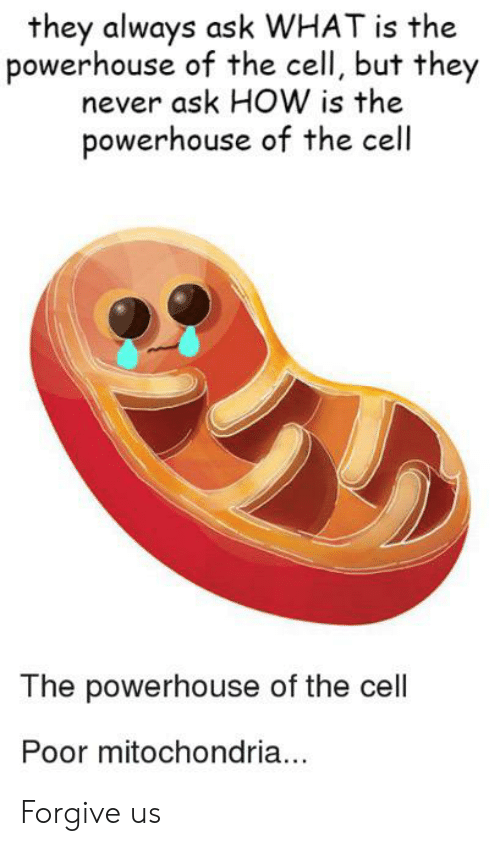 they always ask WHAT is the
powerhouse of the cell, but they
never ask HOW is the
powerhouse of the cell
The powerhouse of the cell
Poor mitochondria...
Forgive us